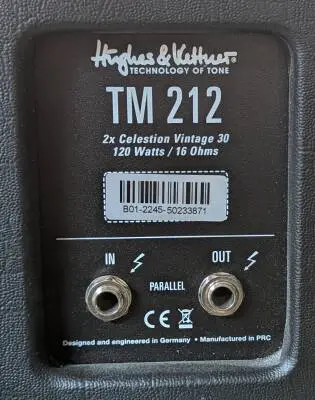 Hughes & Kettner®
TECHNOLOGY OF TONE
TM 212
2x Celestion Vintage 30
120 Watts / 16 Ohms
B01-2245-50233871
IN OUT
PARALLEL
CE
Designed and engineered in Germany • Manufactured in PRC